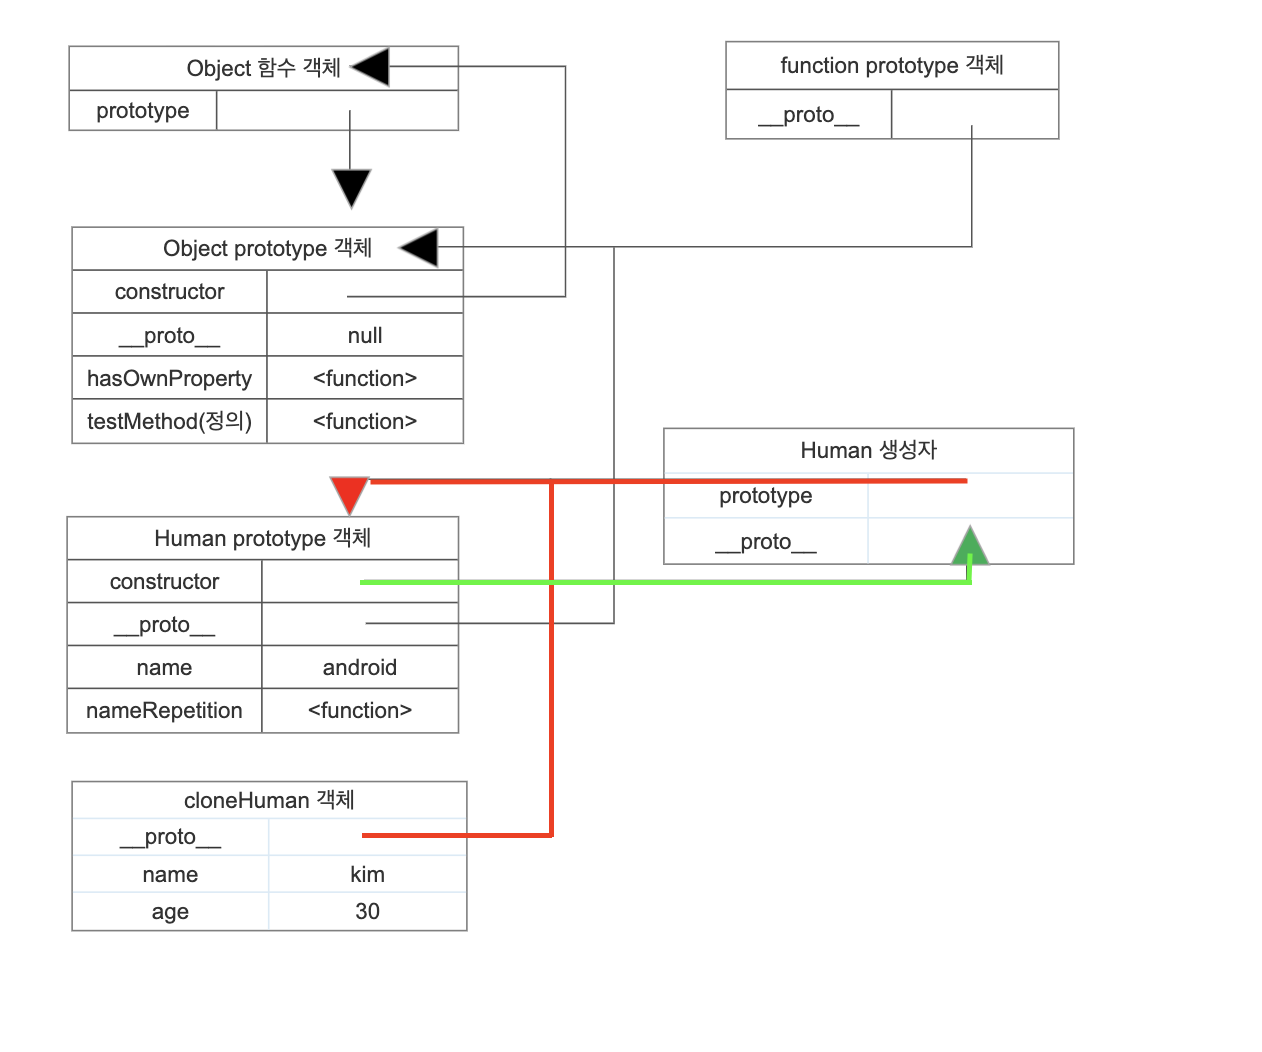 Object 함수 객체
prototype
function prototype 객체
__proto__
Object prototype 객체
constructor
__proto__ null
hasOwnProperty <function>
testMethod(정의) <function>
Human 생성자
prototype
__proto__
Human prototype 객체
constructor
__proto__
name android
nameRepetition <function>
cloneHuman 객체
__proto__
name kim
age 30